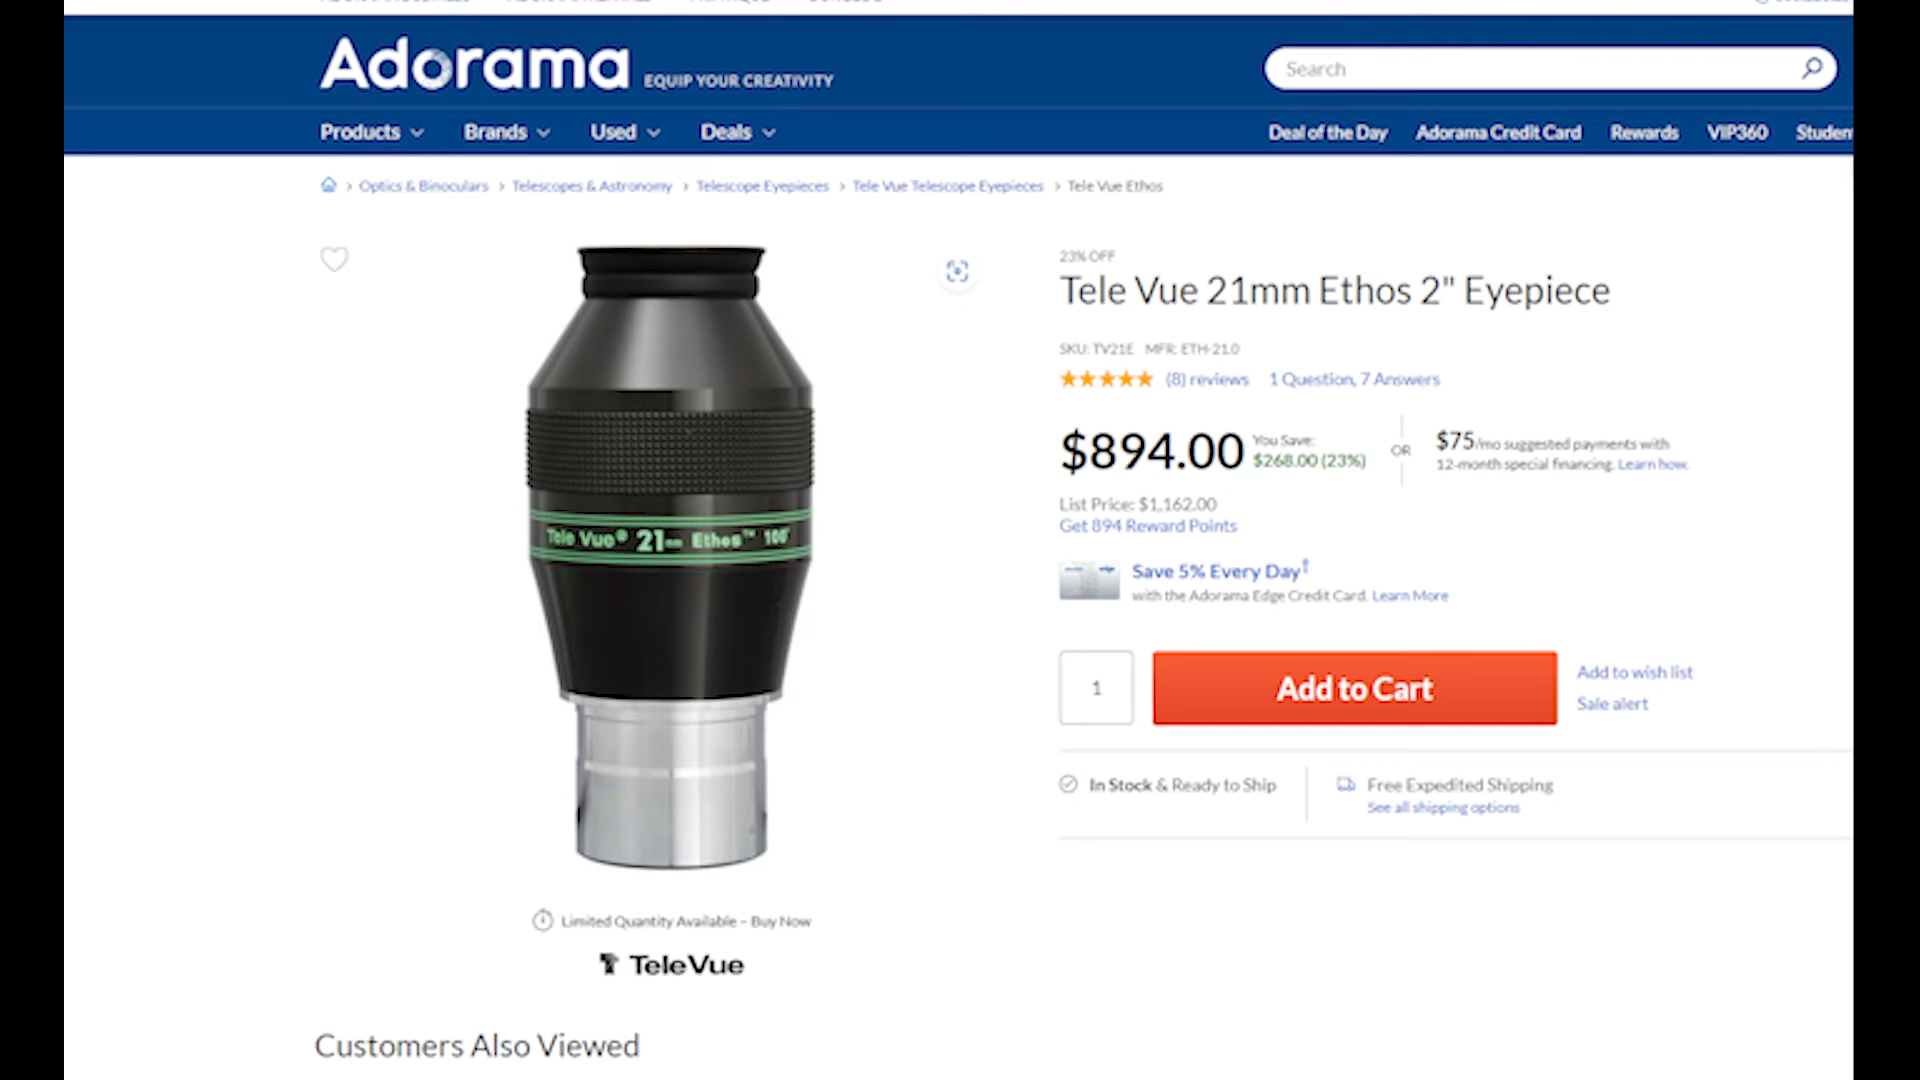 Adorama EQUIP YOUR CREATIVITY
Search
Products Brands Used Deals
Deal of the Day Adorama Credit Card Rewards VIP360 Studen
Optics & Binoculars > Telescopes & Astronomy > Telescope Eyepieces > Tele Vue Telescope Eyepieces > Tele Vue Ethos
23% OFF
Tele Vue 21mm Ethos 2" Eyepiece
SKU: TV21E MFR: ETH-21.0
(8) reviews 1 Question, 7 Answers
$894.00
You Save:
$268.00 (23%)
OR
$75/mo suggested payments with
12-month special financing. Learn how.
List Price: $1,162.00
Get 894 Reward Points
Tele Vue® 21mm Ethos™ 100°
Save 5% Every Day†
with the Adorama Edge Credit Card. Learn More
1
Add to Cart
Add to wish list
Sale alert
In Stock & Ready to Ship
Free Expedited Shipping
See all shipping options
Limited Quantity Available – Buy Now
TeleVue
Customers Also Viewed